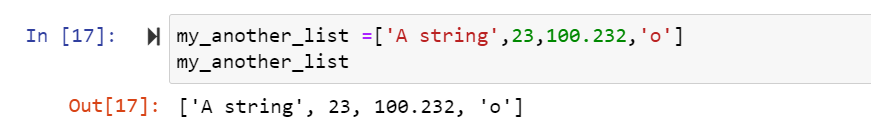 In [17]: my_another_list =['A string',23,100.232,'o']
my_another_list
Out[17]: ['A string', 23, 100.232, 'o']